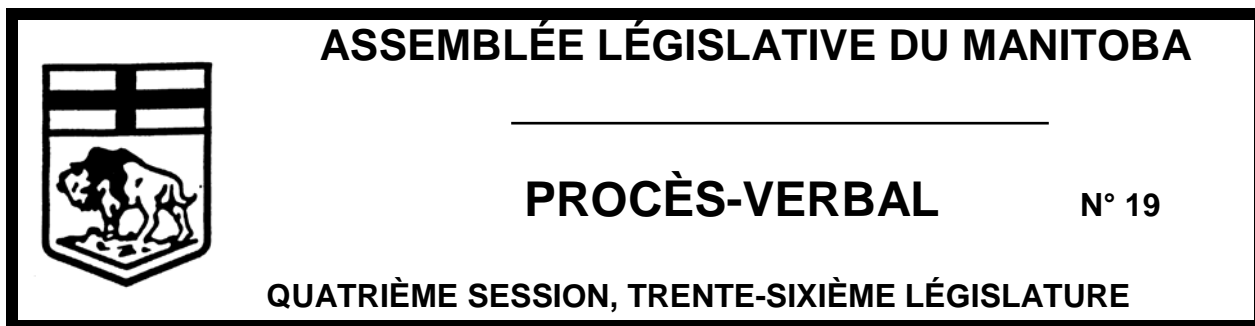 ASSEMBLÉE LÉGISLATIVE DU MANITOBA
PROCÈS-VERBAL N° 19
QUATRIÈME SESSION, TRENTE-SIXIÈME LÉGISLATURE